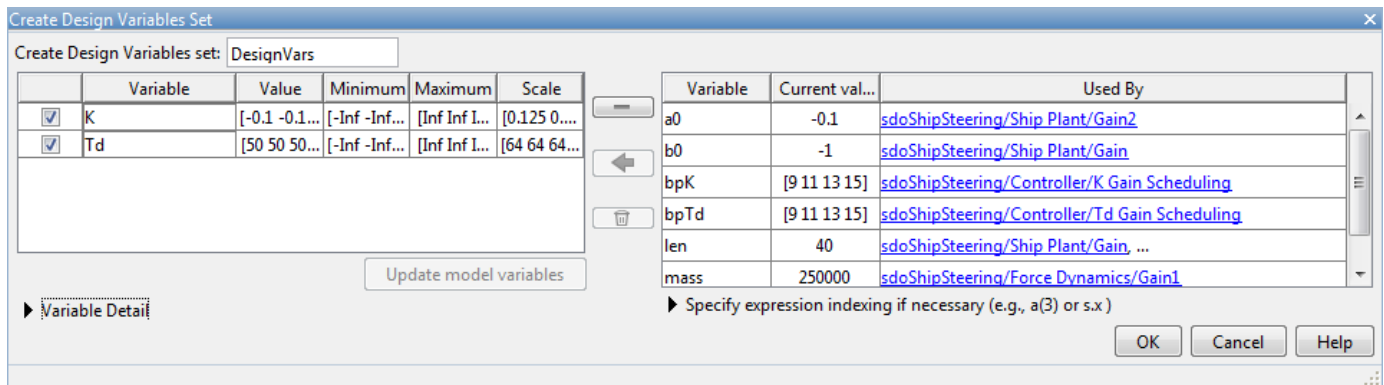 Create Design Variables Set
Create Design Variables set: DesignVars
Variable Value Minimum Maximum Scale
K [-0.1 -0.1... [-Inf -Inf... [Inf Inf I... [0.125 0....
Td [50 50 50... [-Inf -Inf... [Inf Inf I... [64 64 64...
Update model variables
Variable Detail
Variable Current val... Used By
a0 -0.1 sdoShipSteering/Ship Plant/Gain2
b0 -1 sdoShipSteering/Ship Plant/Gain
bpK [9 11 13 15] sdoShipSteering/Controller/K Gain Scheduling
bpTd [9 11 13 15] sdoShipSteering/Controller/Td Gain Scheduling
len 40 sdoShipSteering/Ship Plant/Gain, ...
mass 250000 sdoShipSteering/Force Dynamics/Gain1
Specify expression indexing if necessary (e.g., a(3) or s.x )
OK Cancel Help